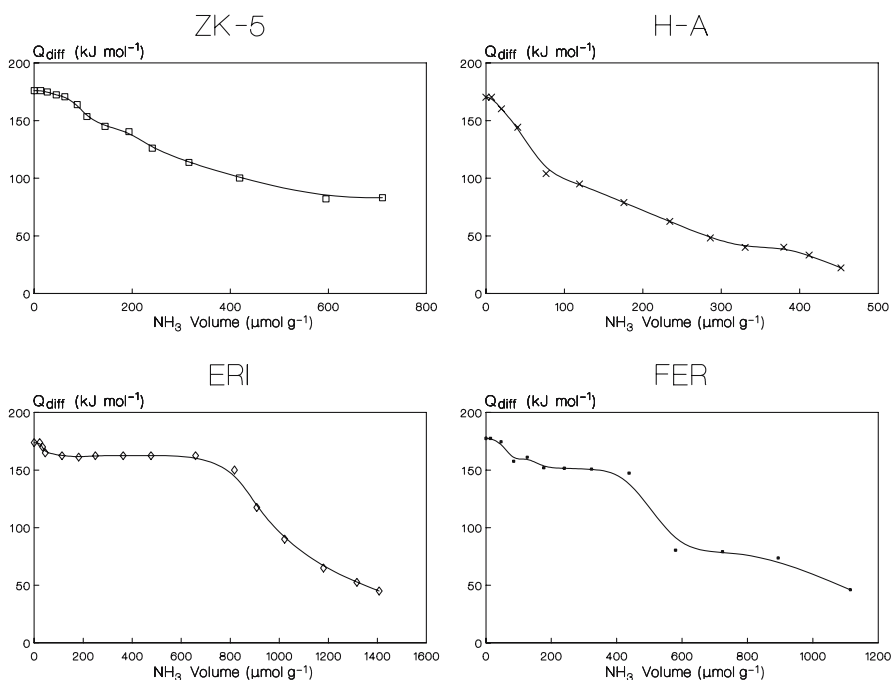 ZK-5
Q_diff (kJ mol⁻¹)
200
150
100
50
0
0 200 400 600 800
NH₃ Volume (μmol g⁻¹)
H-A
Q_diff (kJ mol⁻¹)
200
150
100
50
0
0 100 200 300 400 500
NH₃ Volume (μmol g⁻¹)
ERI
Q_diff (kJ mol⁻¹)
200
150
100
50
0
0 200 400 600 800 1000 1200 1400 1600
NH₃ Volume (μmol g⁻¹)
FER
Q_diff (kJ mol⁻¹)
200
150
100
50
0
0 200 400 600 800 1000 1200
NH₃ Volume (μmol g⁻¹)